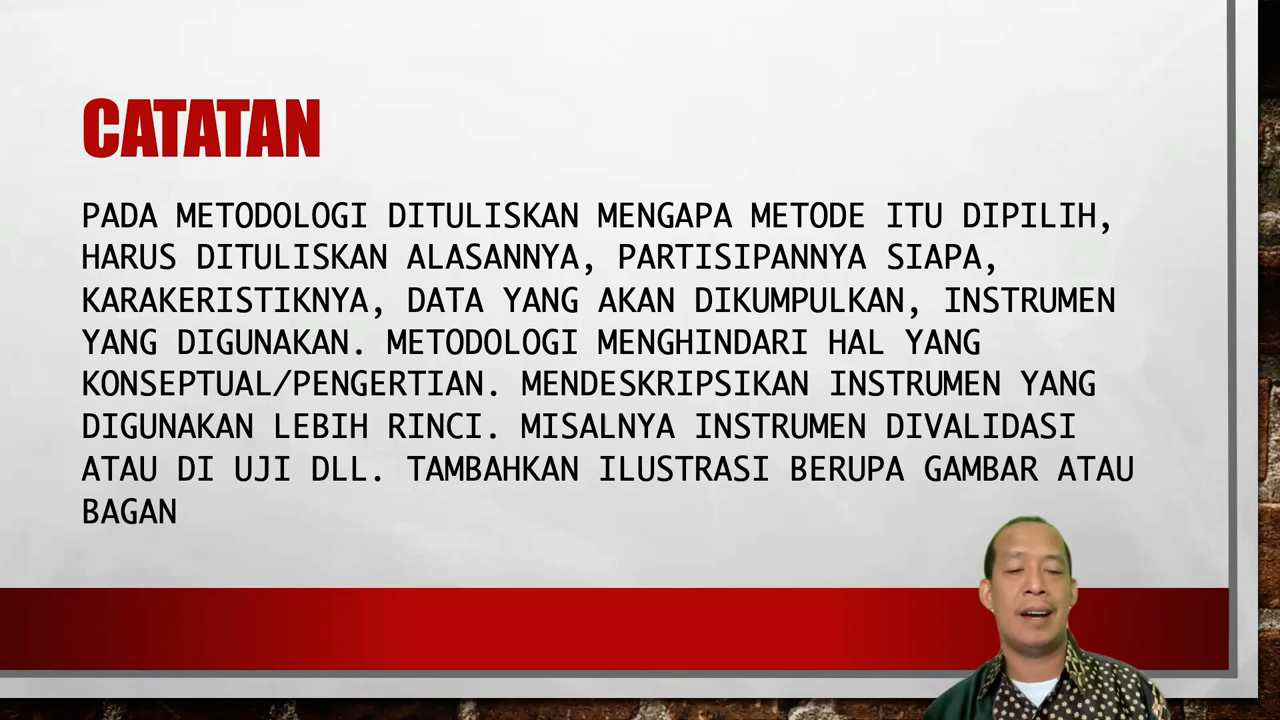 CATATAN
PADA METODOLOGI DITULISKAN MENGAPA METODE ITU DIPILIH,
HARUS DITULISKAN ALASANNYA, PARTISIPANNYA SIAPA,
KARAKERISTIKNYA, DATA YANG AKAN DIKUMPULKAN, INSTRUMEN
YANG DIGUNAKAN. METODOLOGI MENGHINDARI HAL YANG
KONSEPTUAL/PENGERTIAN. MENDESKRIPSIKAN INSTRUMEN YANG
DIGUNAKAN LEBIH RINCI. MISALNYA INSTRUMEN DIVALIDASI
ATAU DI UJI DLL. TAMBAHKAN ILUSTRASI BERUPA GAMBAR ATAU
BAGAN